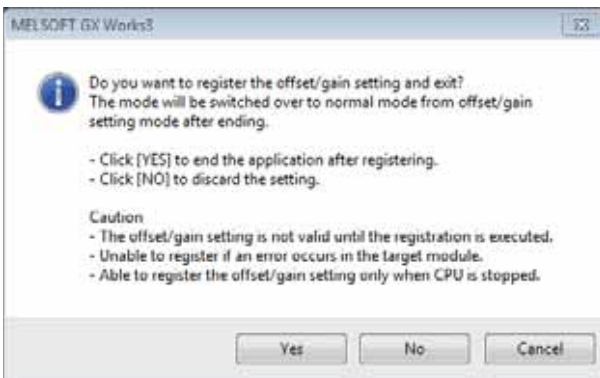 MELSOFT GX Works3
Do you want to register the offset/gain setting and exit?
The mode will be switched over to normal mode from offset/gain
setting mode after ending.
- Click [YES] to end the application after registering.
- Click [NO] to discard the setting.
Caution
- The offset/gain setting is not valid until the registration is executed.
- Unable to register if an error occurs in the target module.
- Able to register the offset/gain setting only when CPU is stopped.
Yes
No
Cancel